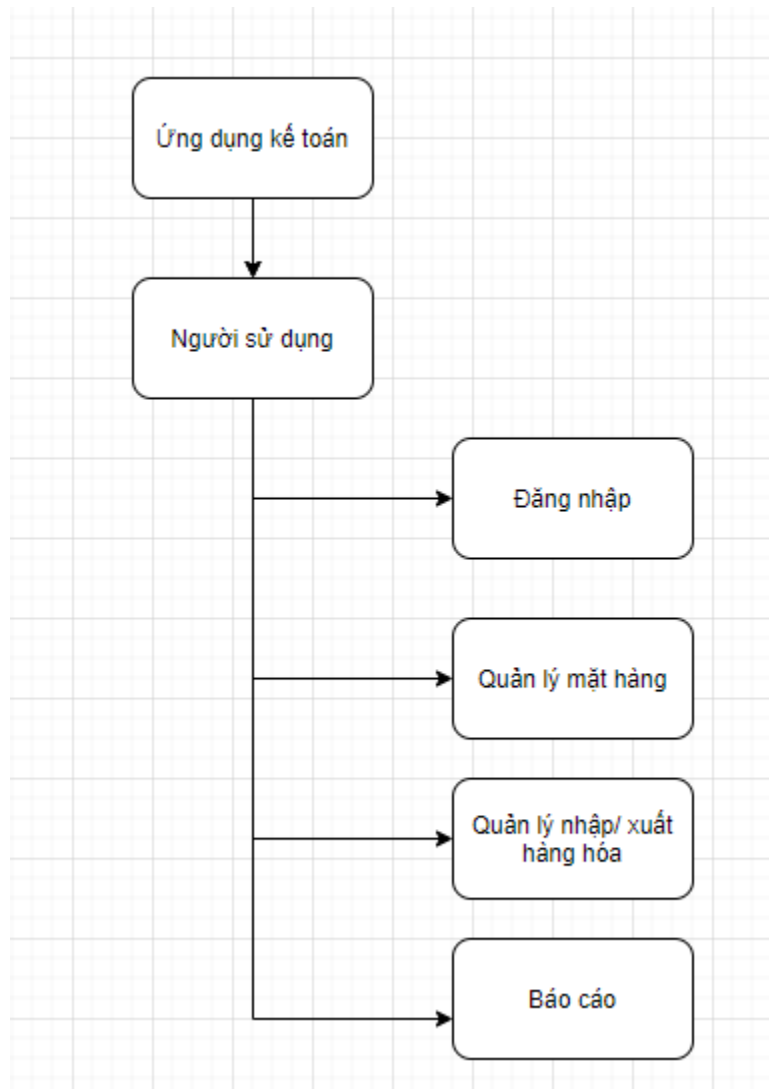 Ứng dụng kế toán
Người sử dụng
Đăng nhập
Quản lý mặt hàng
Quản lý nhập/ xuất
hàng hóa
Báo cáo